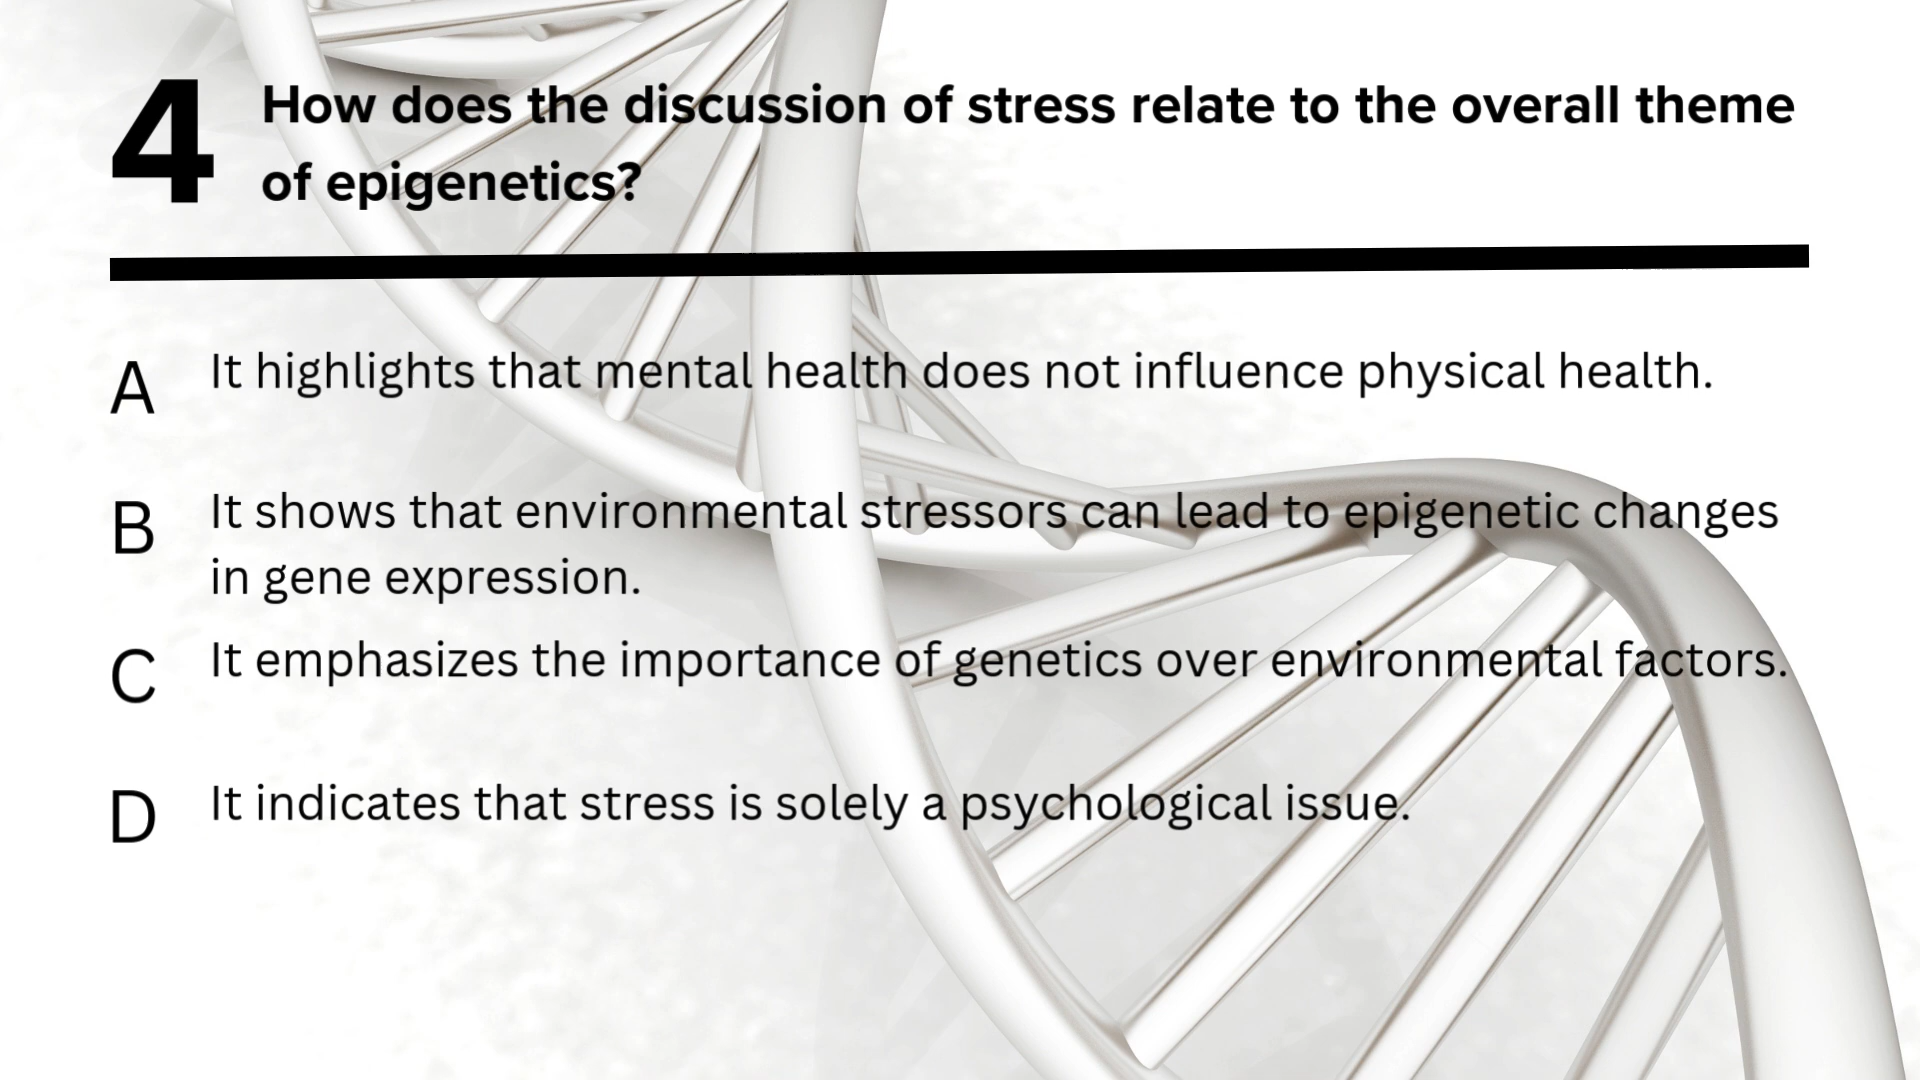 4
How does the discussion of stress relate to the overall theme
of epigenetics?
A
It highlights that mental health does not influence physical health.
B
It shows that environmental stressors can lead to epigenetic changes
in gene expression.
C
It emphasizes the importance of genetics over environmental factors.
D
It indicates that stress is solely a psychological issue.